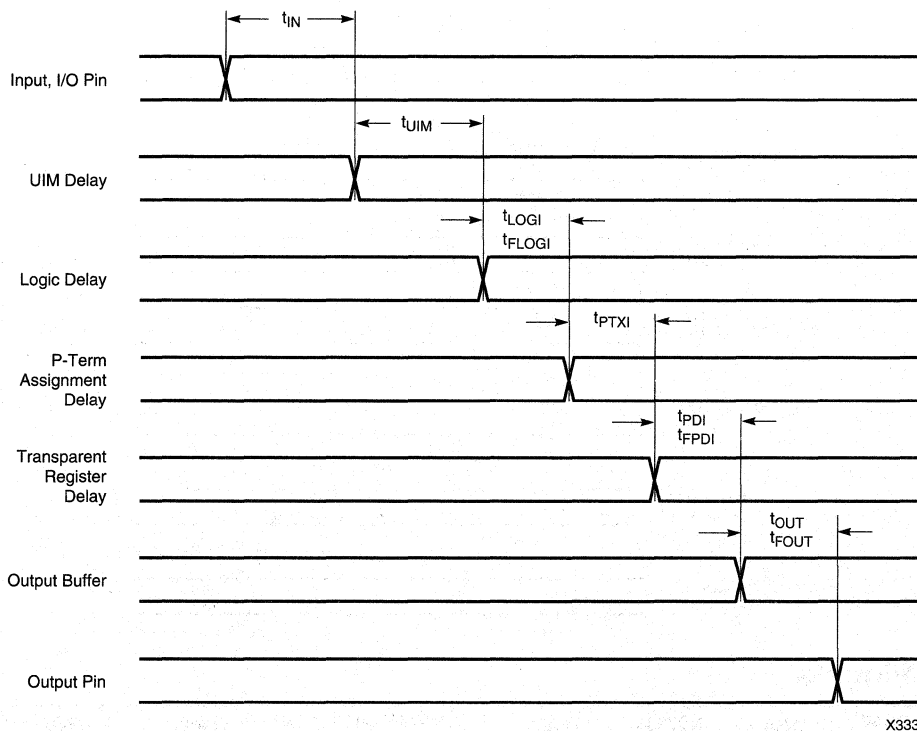 tIN
Input, I/O Pin
tUIM
UIM Delay
tLOGI
tFLOGI
Logic Delay
tPTXI
P-Term
Assignment
Delay
tPDI
tFPDI
Transparent
Register
Delay
tOUT
tFOUT
Output Buffer
Output Pin
X333